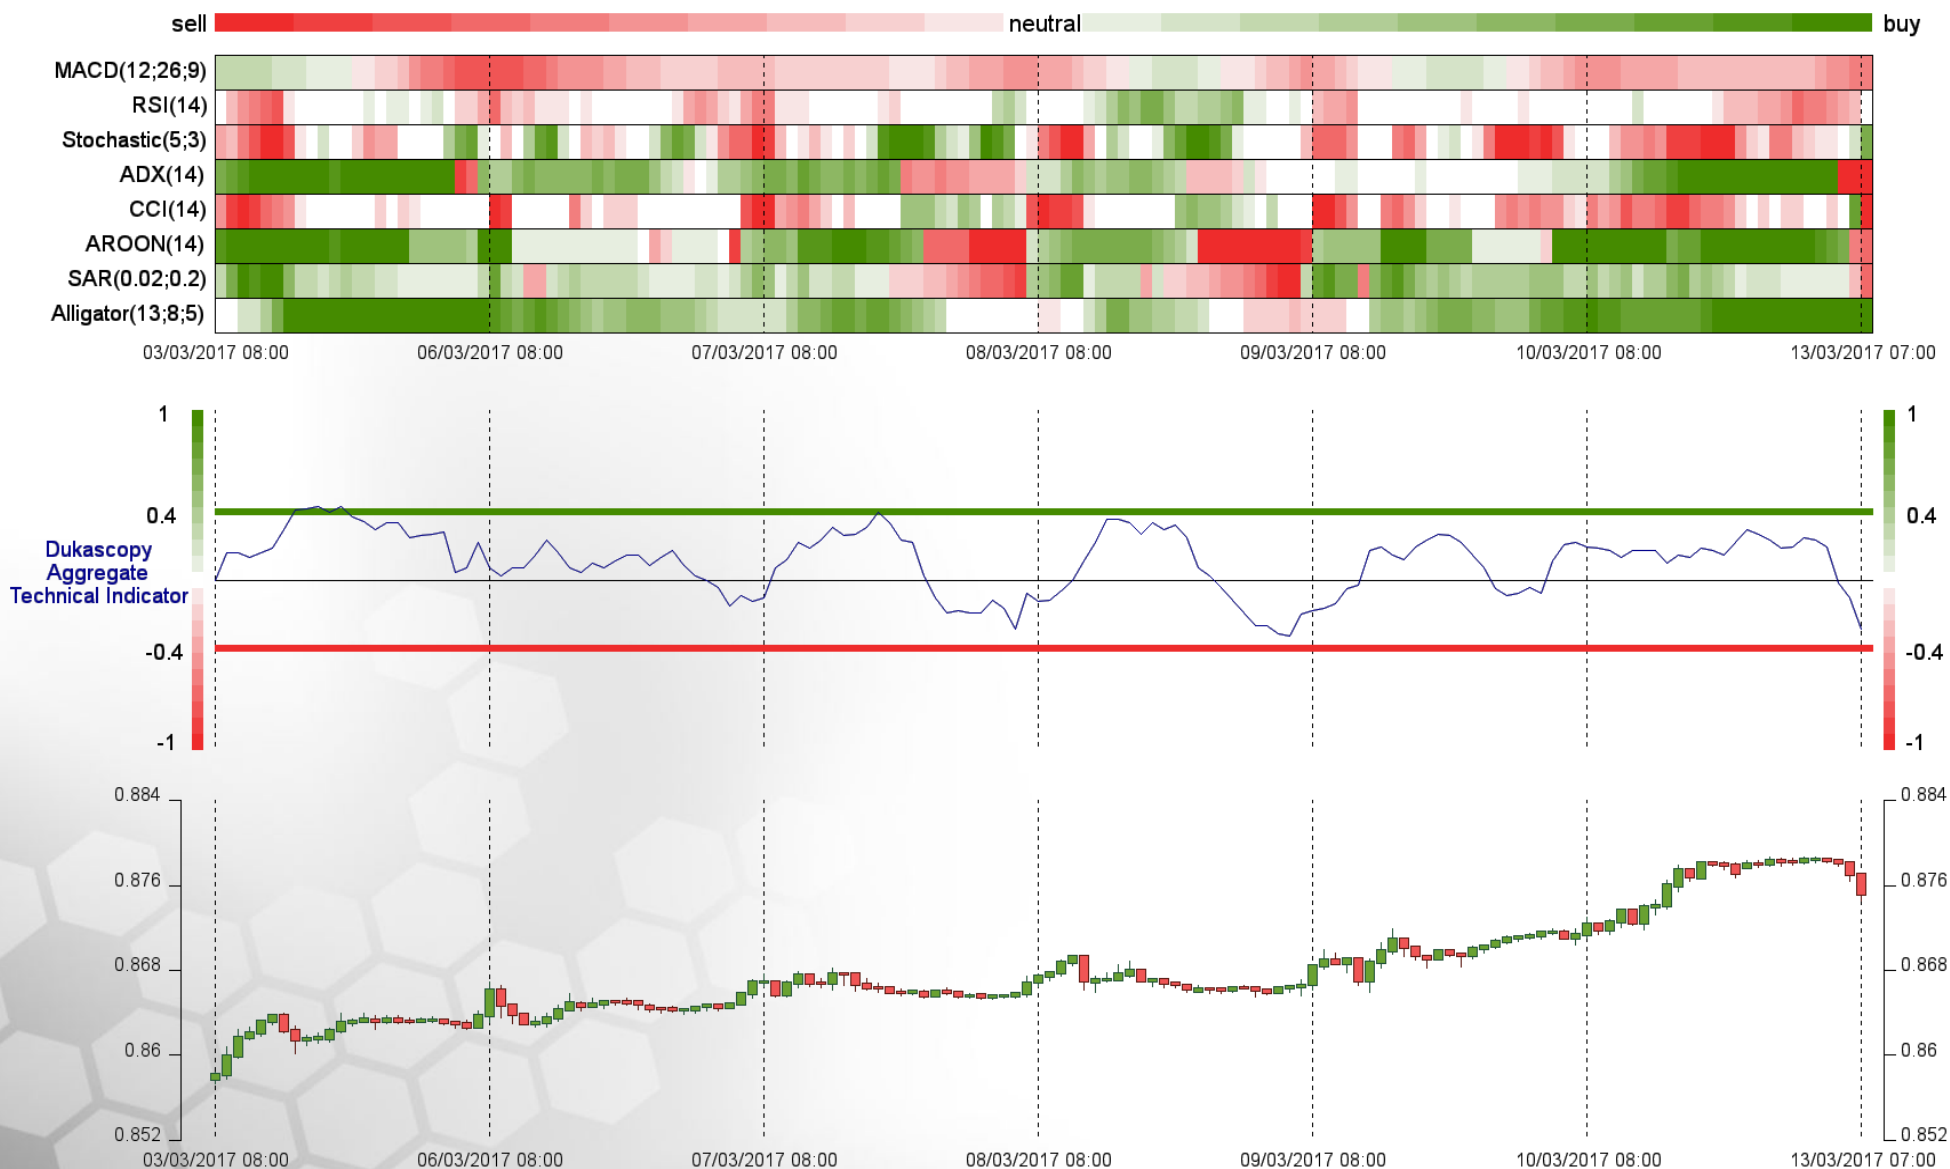 sell neutral buy
MACD(12;26;9)
RSI(14)
Stochastic(5;3)
ADX(14)
CCI(14)
AROON(14)
SAR(0.02;0.2)
Alligator(13;8;5)
03/03/2017 08:00 06/03/2017 08:00 07/03/2017 08:00 08/03/2017 08:00 09/03/2017 08:00 10/03/2017 08:00 13/03/2017 07:00
1 1
0.4 0.4
Dukascopy
Aggregate
Technical Indicator
-0.4 -0.4
-1 -1
0.884 0.884
0.876 0.876
0.868 0.868
0.86 0.86
0.852 0.852
03/03/2017 08:00 06/03/2017 08:00 07/03/2017 08:00 08/03/2017 08:00 09/03/2017 08:00 10/03/2017 08:00 13/03/2017 07:00